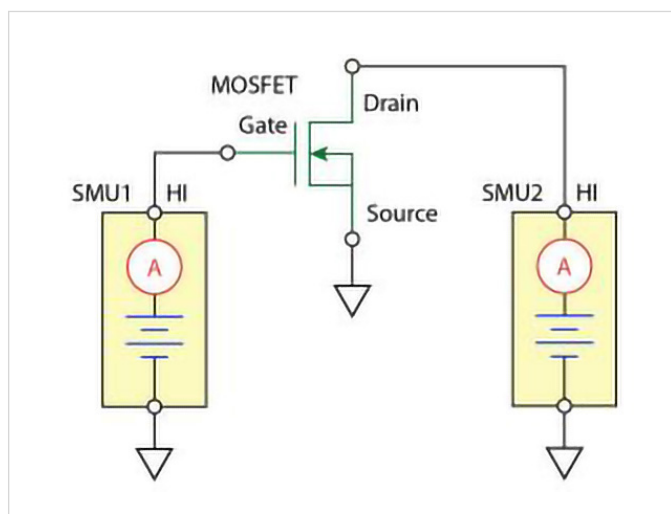 MOSFET
Drain
Gate
SMU1 HI
SMU2 HI
Source
A
A